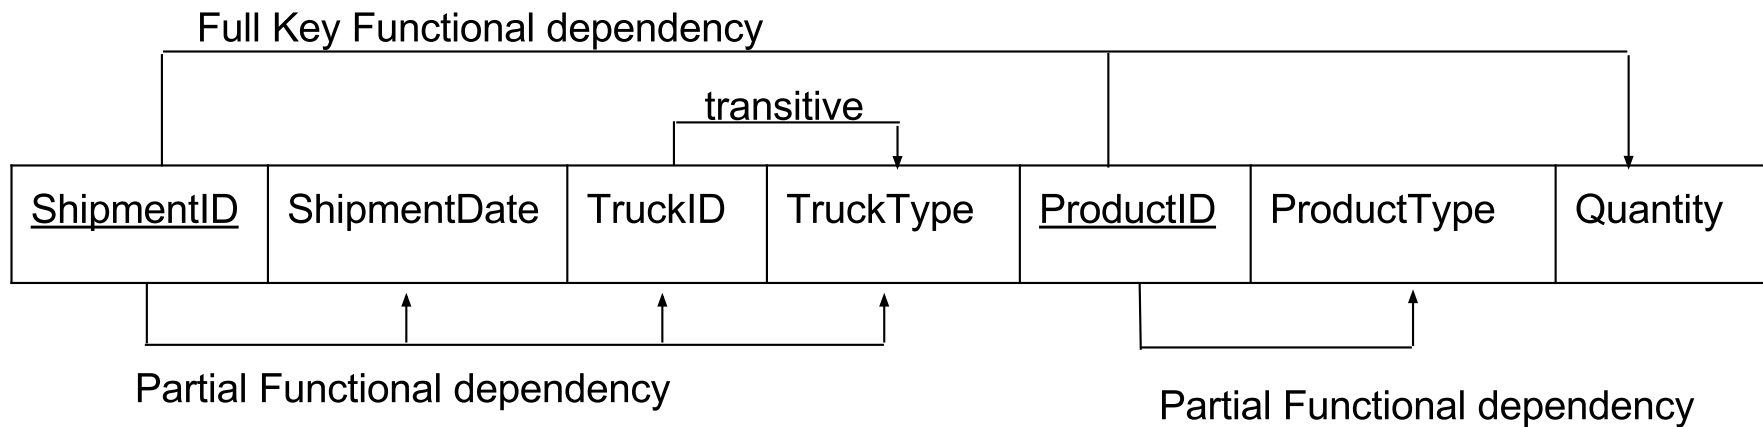 Full Key Functional dependency
transitive
ShipmentID ShipmentDate TruckID TruckType ProductID ProductType Quantity
Partial Functional dependency
Partial Functional dependency